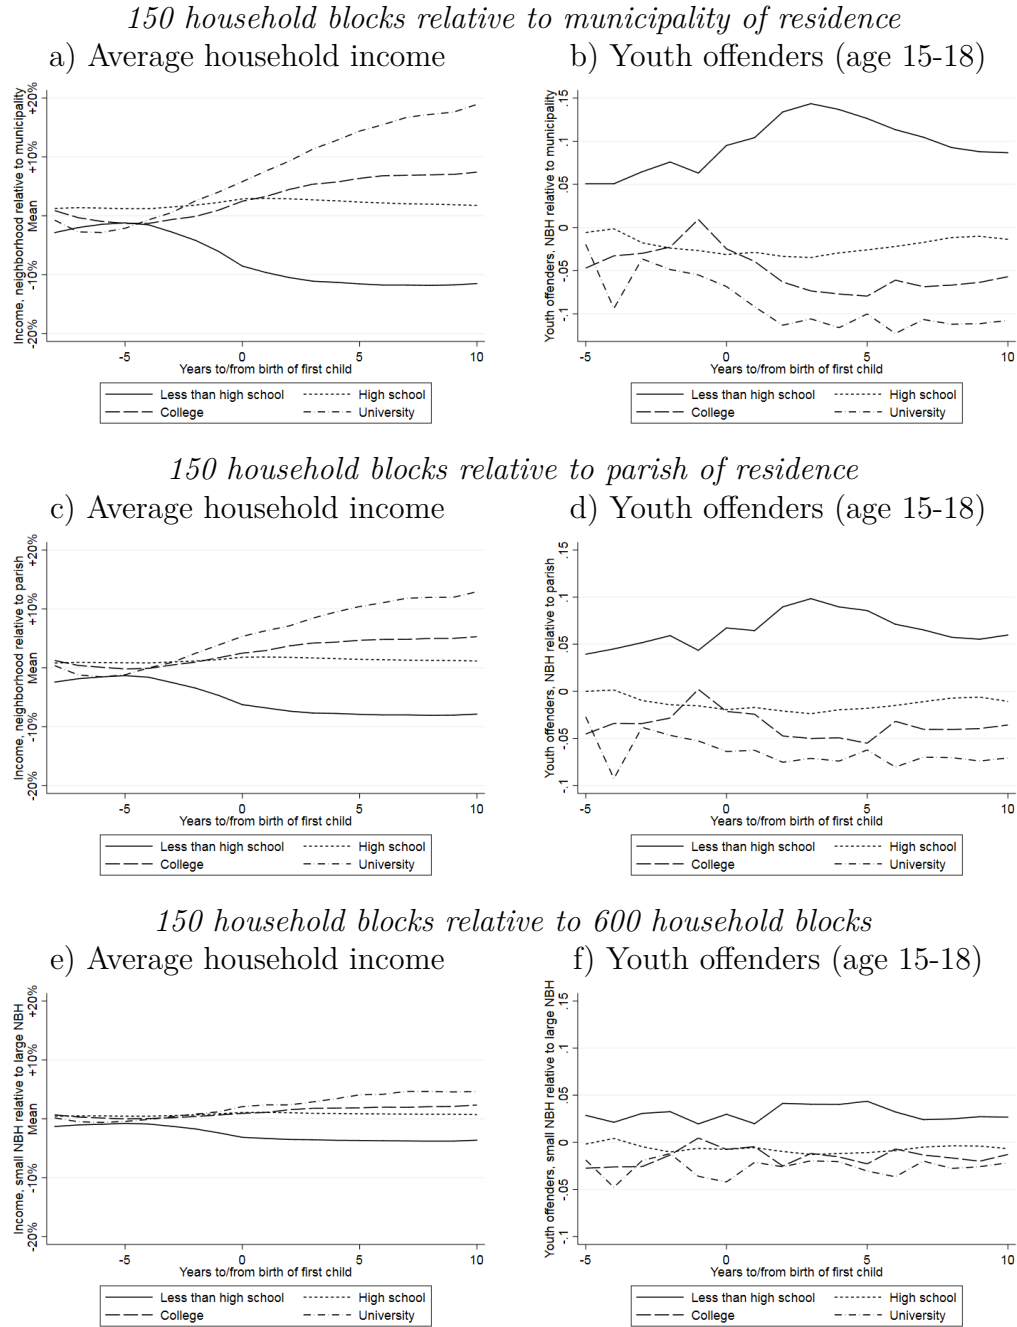 150 household blocks relative to municipality of residence
a) Average household income
b) Youth offenders (age 15-18)
Income, neighborhood relative to municipality
+20%
+10%
Mean
-10%
-20%
-5
0
5
10
Years to/from birth of first child
Less than high school
High school
College
University
Youth offenders, NBH relative to municipality
.15
.1
.05
0
-.05
-.1
-5
0
5
10
Years to/from birth of first child
Less than high school
High school
College
University
150 household blocks relative to parish of residence
c) Average household income
d) Youth offenders (age 15-18)
Income, neighborhood relative to parish
+20%
+10%
Mean
-10%
-20%
-5
0
5
10
Years to/from birth of first child
Less than high school
High school
College
University
Youth offenders, NBH relative to parish
.15
.1
.05
0
-.05
-.1
-5
0
5
10
Years to/from birth of first child
Less than high school
High school
College
University
150 household blocks relative to 600 household blocks
e) Average household income
f) Youth offenders (age 15-18)
Income, small NBH relative to large NBH
+20%
+10%
Mean
-10%
-20%
-5
0
5
10
Years to/from birth of first child
Less than high school
High school
College
University
Youth offenders, small NBH relative to large NBH
.15
.1
.05
0
-.05
-.1
-5
0
5
10
Years to/from birth of first child
Less than high school
High school
College
University